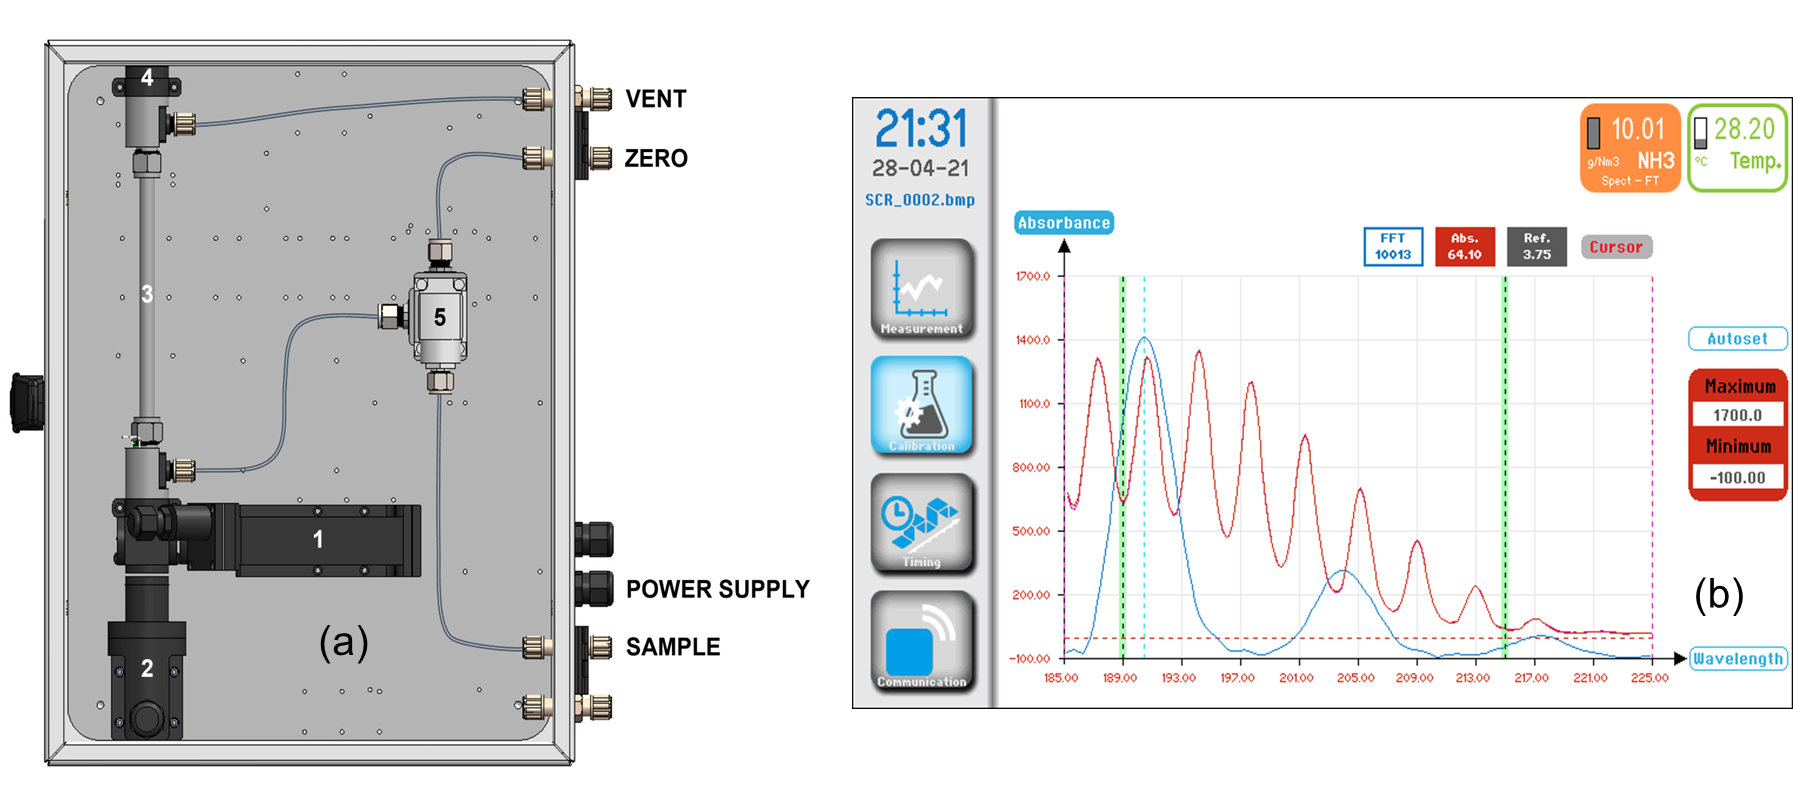 4
VENT
ZERO
3
5
1
POWER SUPPLY
(a)
SAMPLE
2
21:31
28-04-21
SCR_0002.bmp
Measurement
Calibration
Timing
Communication
10.01
g/Nm3 NH3
Spect - FT
28.20
°C Temp.
Absorbance
FFT
10013
Abs.
64.10
Ref.
3.75
Cursor
1700.0
1400.0
1100.0
800.00
500.00
200.00
-100.00
185.00 189.00 193.00 197.00 201.00 205.00 209.00 213.00 217.00 221.00 225.00
Wavelength
Autoset
Maximum
1700.0
Minimum
-100.00
(b)